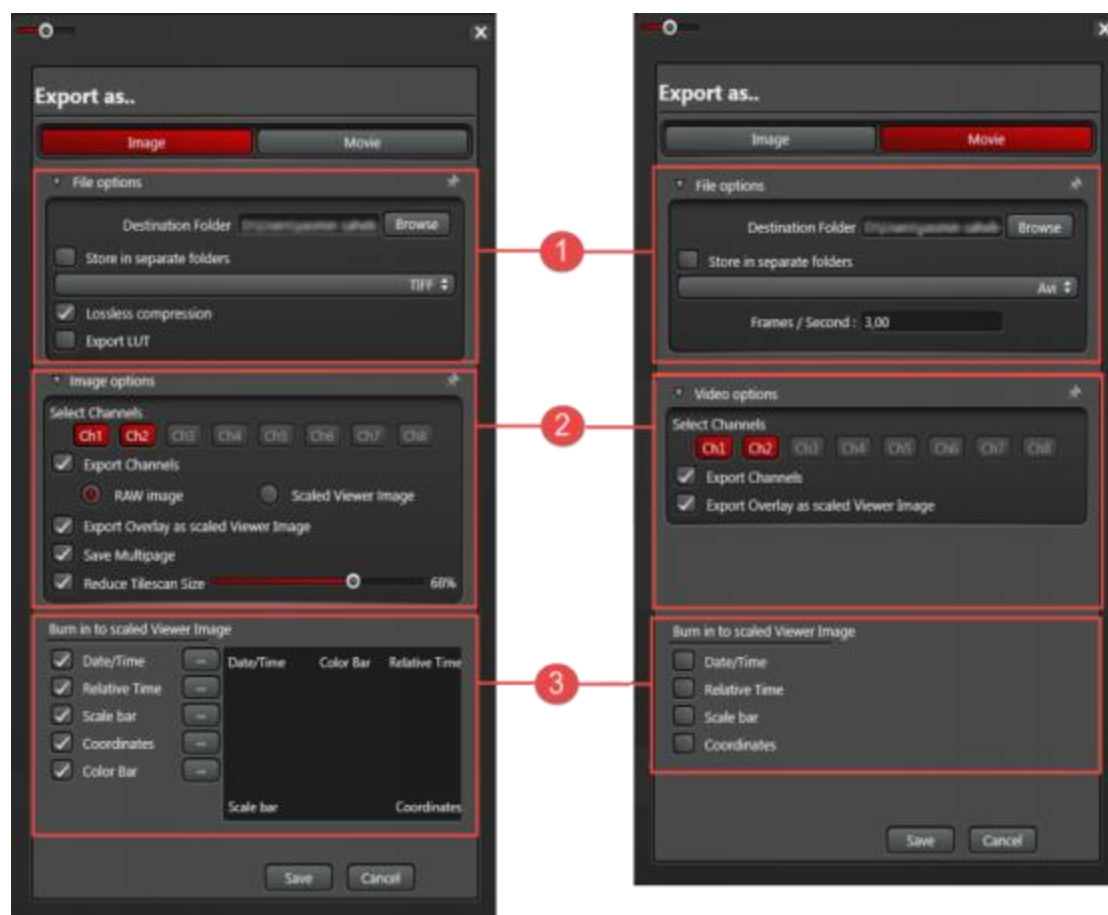 Export as..
Image Movie
File options
Destination Folder Browse
Store in separate folders
TIFF
Lossless compression
Export LUT
Image options
Select Channels
Ch1 Ch2 Ch3 Ch4 Ch5 Ch6 Ch7 Ch8
Export Channels
RAW image Scaled Viewer Image
Export Overlay as scaled Viewer Image
Save Multipage
Reduce Tilescan Size 68%
Burn in to scaled Viewer Image
Date/Time ...
Relative Time ...
Scale bar ...
Coordinates ...
Color Bar ...
Date/Time Color Bar Relative Time
Scale bar Coordinates
Save Cancel
1
2
3
Export as..
Image Movie
File options
Destination Folder Browse
Store in separate folders
Avi
Frames / Second : 3,00
Video options
Select Channels
Ch1 Ch2 Ch3 Ch4 Ch5 Ch6 Ch7 Ch8
Export Channels
Export Overlay as scaled Viewer Image
Burn in to scaled Viewer Image
Date/Time
Relative Time
Scale bar
Coordinates
Save Cancel